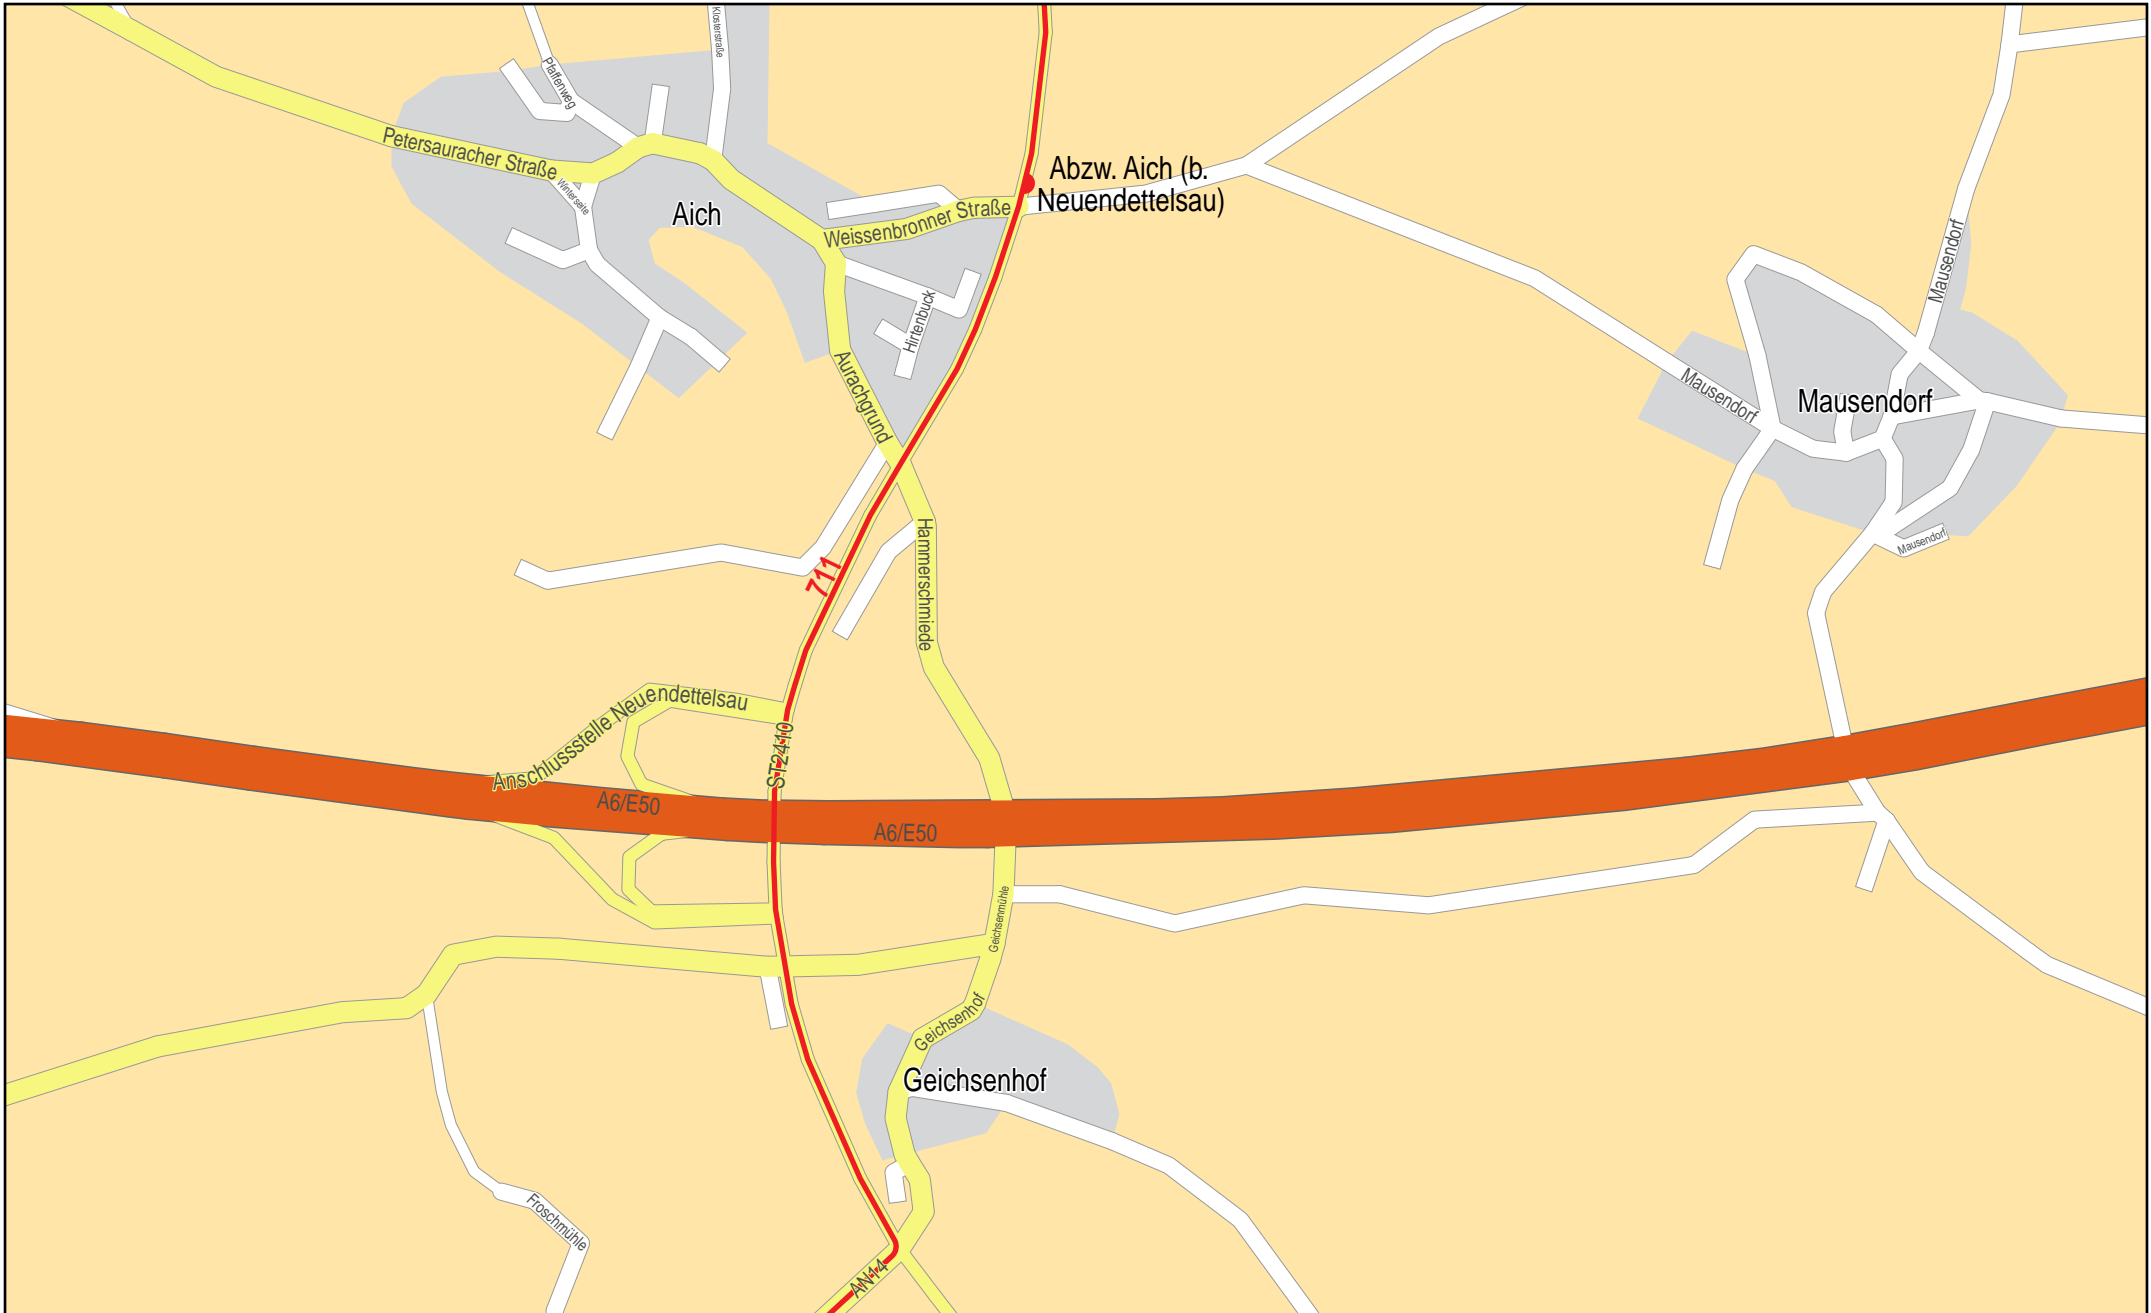 Klosterstraße
Pfaffenweg
Petersauracher Straße
Winterseite
Aich
Abzw. Aich (b.
Neuendettelsau)
Weissenbronner Straße
Hirtenbuck
Aurachgrund
Mausendorf
Mausendorf
Mausendorf
Mausendorf
Hammerschmiede
711
Anschlussstelle Neuendettelsau
ST2410
A6/E50
A6/E50
Geichsenmühle
Geichsenhof
Geichsenhof
Froschmühle
AN14